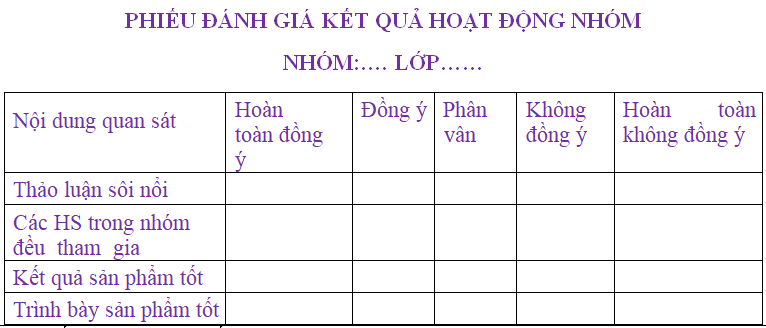 PHIẾU ĐÁNH GIÁ KẾT QUẢ HOẠT ĐỘNG NHÓM
NHÓM:…. LỚP……
Nội dung quan sát
Hoàn
toàn đồng
ý
Đồng ý
Phân
vân
Không
đồng ý
Hoàn toàn
không đồng ý
Thảo luận sôi nổi
Các HS trong nhóm
đều tham gia
Kết quả sản phẩm tốt
Trình bày sản phẩm tốt